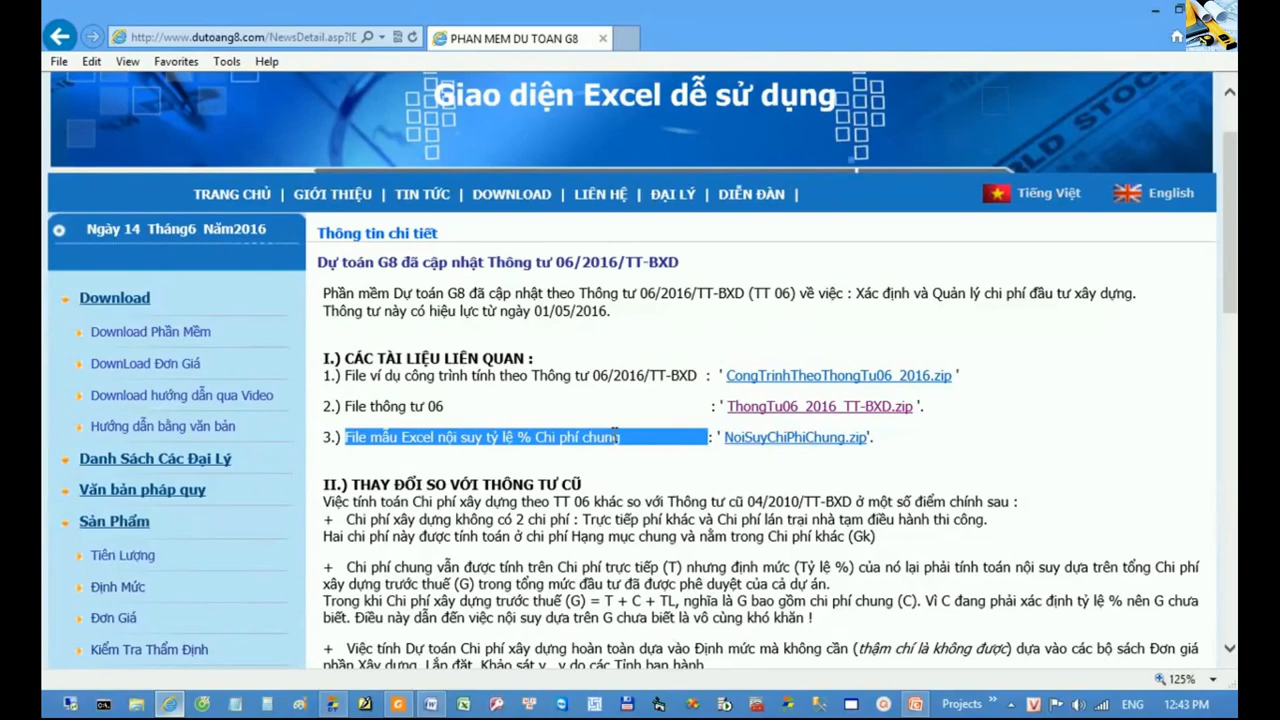 http://www.dutoang8.com/NewsDetail.asp?IE
PHAN MEM DU TOAN G8
File Edit View Favorites Tools Help
Giao diện Excel dễ sử dụng
STOCK
TRANG CHỦ | GIỚI THIỆU | TIN TỨC | DOWNLOAD | LIÊN HỆ | ĐẠI LÝ | DIỄN ĐÀN |
Tiếng Việt
English
Ngày 14 Tháng6 Năm2016
Download
Download Phần Mềm
DownLoad Đơn Giá
Download hướng dẫn qua Video
Hướng dẫn bằng văn bản
Danh Sách Các Đại Lý
Văn bản pháp quy
Sản Phẩm
Tiên Lượng
Định Mức
Đơn Giá
Kiểm Tra Thẩm Định
Thông tin chi tiết
Dự toán G8 đã cập nhật Thông tư 06/2016/TT-BXD
Phần mềm Dự toán G8 đã cập nhật theo Thông tư 06/2016/TT-BXD (TT 06) về việc : Xác định và Quản lý chi phí đầu tư xây dựng.
Thông tư này có hiệu lực từ ngày 01/05/2016.
I.) CÁC TÀI LIỆU LIÊN QUAN :
1.) File ví dụ công trình tính theo Thông tư 06/2016/TT-BXD : ' CongTrinhTheoThongTu06_2016.zip '
2.) File thông tư 06 : ' ThongTu06_2016_TT-BXD.zip '.
3.) File mẫu Excel nội suy tỷ lệ % Chi phí chung : ' NoiSuyChiPhiChung.zip'.
II.) THAY ĐỔI SO VỚI THÔNG TƯ CŨ
Việc tính toán Chi phí xây dựng theo TT 06 khác so với Thông tư cũ 04/2010/TT-BXD ở một số điểm chính sau :
+ Chi phí xây dựng không có 2 chi phí : Trực tiếp phí khác và Chi phí lán trại nhà tạm điều hành thi công.
Hai chi phí này được tính toán ở chi phí Hạng mục chung và nằm trong Chi phí khác (Gk)
+ Chi phí chung vẫn được tính trên Chi phí trực tiếp (T) nhưng định mức (Tỷ lệ %) của nó lại phải tính toán nội suy dựa trên tổng Chi phí
xây dựng trước thuế (G) trong tổng mức đầu tư đã được phê duyệt của cả dự án.
Trong khi Chi phí xây dựng trước thuế (G) = T + C + TL, nghĩa là G bao gồm chi phí chung (C). Vì C đang phải xác định tỷ lệ % nên G chưa
biết. Điều này dẫn đến việc nội suy dựa trên G chưa biết là vô cùng khó khăn !
+ Việc tính Dự toán Chi phí xây dựng hoàn toàn dựa vào Định mức mà không cần (thậm chí là không được) dựa vào các bộ sách Đơn giá
phần Xây dựng, Lắp đặt, Khảo sát v...v do các Tỉnh ban hành.
125%
Projects
ENG
12:43 PM